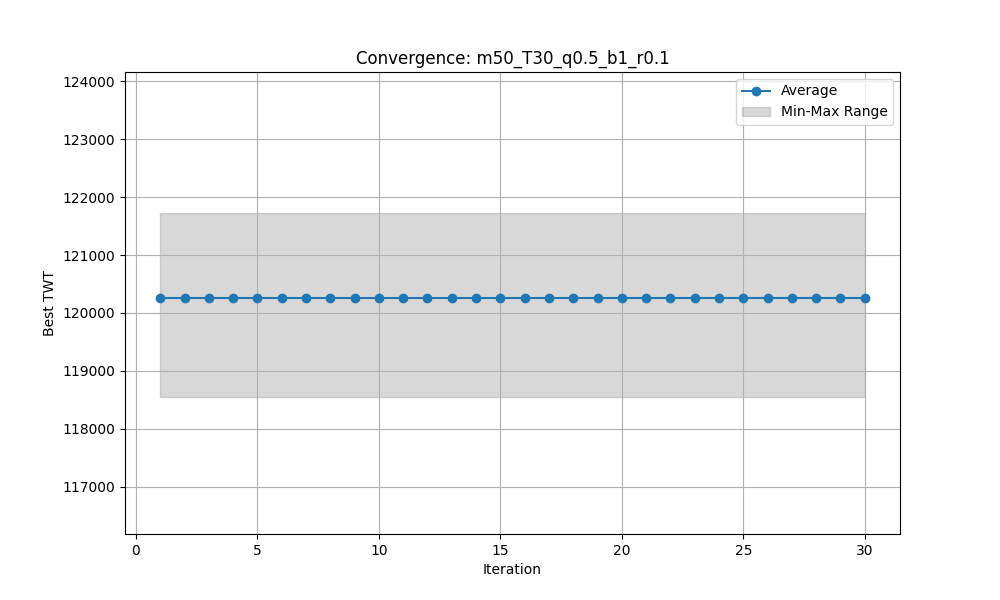 Convergence: m50_T30_q0.5_b1_r0.1
124000
123000
122000
121000
120000
119000
118000
117000
Best TWT
Average
Min-Max Range
0 5 10 15 20 25 30
Iteration